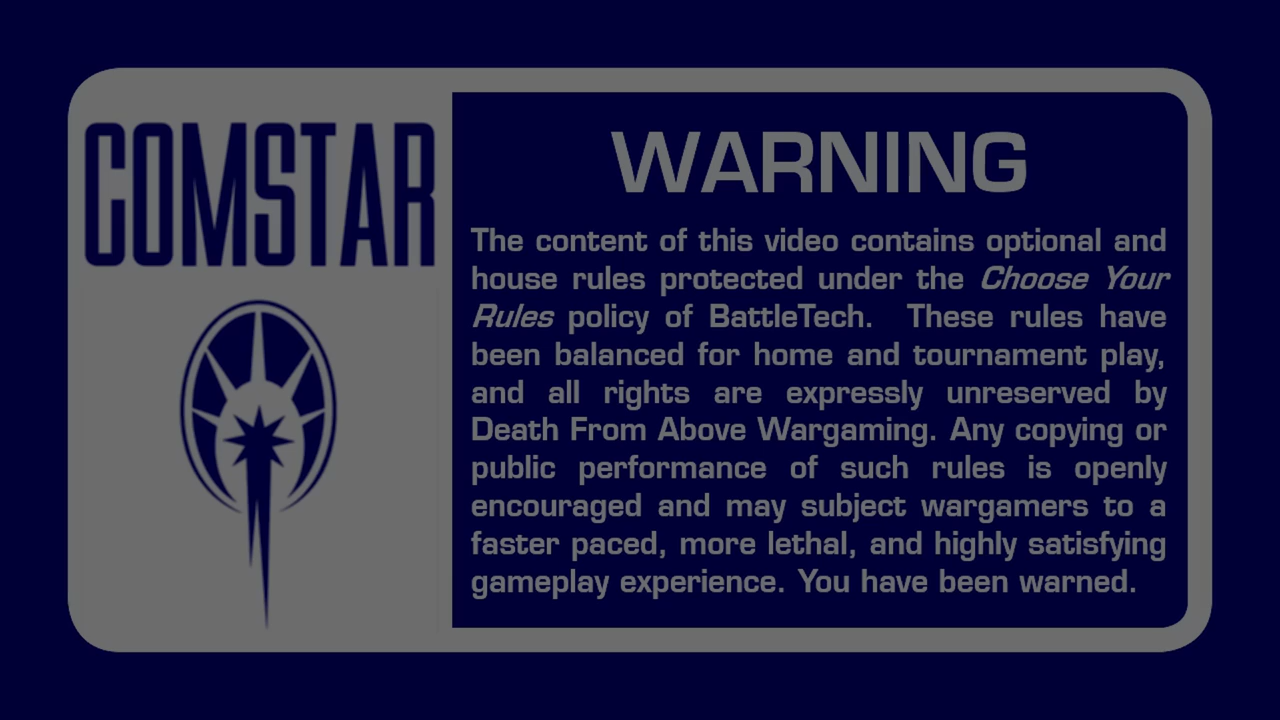 COMSTAR
WARNING
The content of this video contains optional and
house rules protected under the Choose Your
Rules policy of BattleTech. These rules have
been balanced for home and tournament play,
and all rights are expressly unreserved by
Death From Above Wargaming. Any copying or
public performance of such rules is openly
encouraged and may subject wargamers to a
faster paced, more lethal, and highly satisfying
gameplay experience. You have been warned.